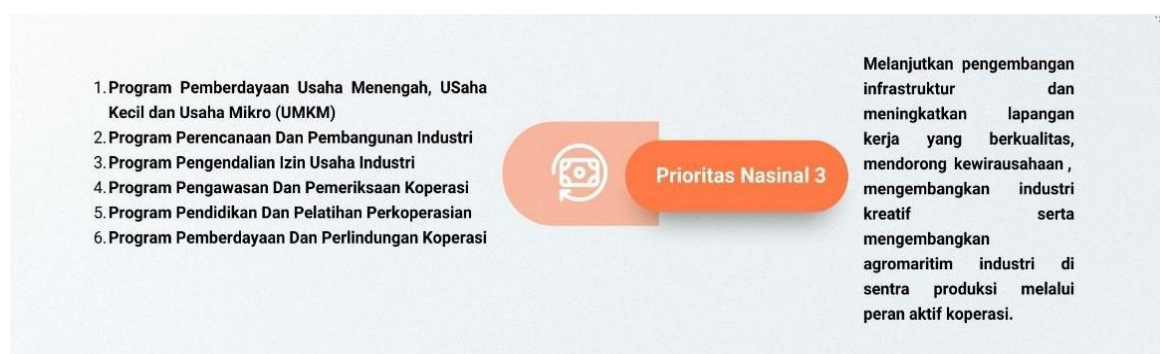 1. Program Pemberdayaan Usaha Menengah, USaha
Kecil dan Usaha Mikro (UMKM)
2. Program Perencanaan Dan Pembangunan Industri
3. Program Pengendalian Izin Usaha Industri
4. Program Pengawasan Dan Pemeriksaan Koperasi
5. Program Pendidikan Dan Pelatihan Perkoperasian
6. Program Pemberdayaan Dan Perlindungan Koperasi
Prioritas Nasinal 3
Melanjutkan pengembangan
infrastruktur dan
meningkatkan lapangan
kerja yang berkualitas,
mendorong kewirausahaan ,
mengembangkan industri
kreatif serta
mengembangkan
agromaritim industri di
sentra produksi melalui
peran aktif koperasi.